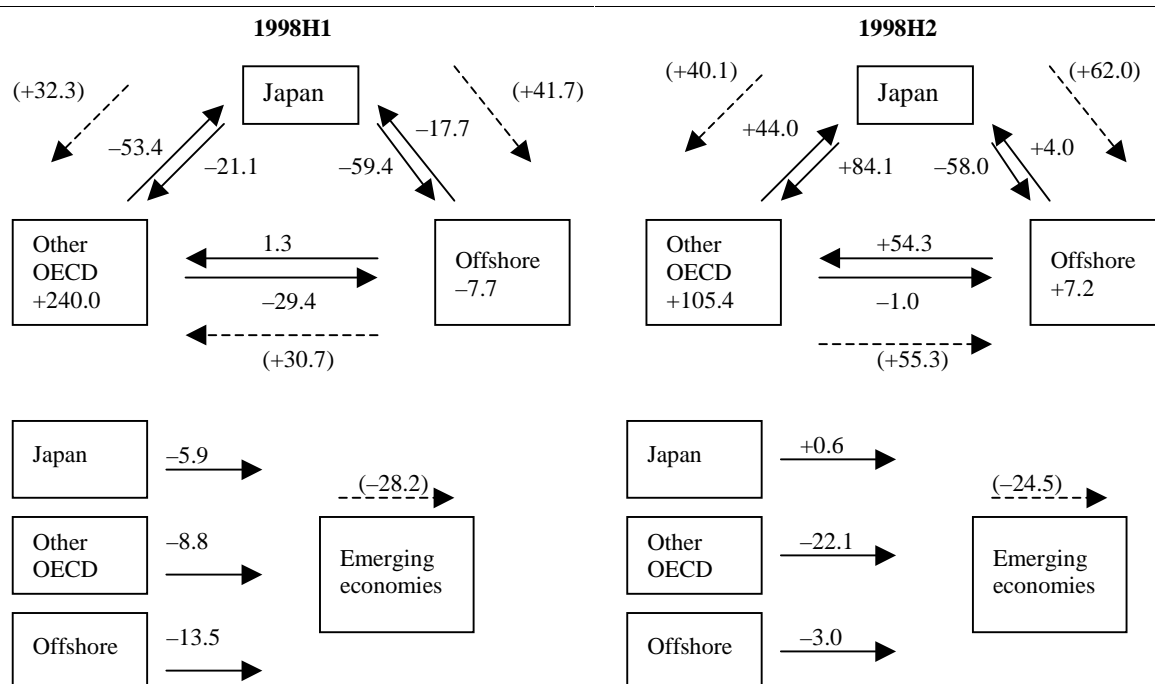 1998H1
Japan
(+32.3)
(+41.7)
–53.4
–21.1
–17.7
–59.4
Other
OECD
+240.0
1.3
–29.4
(+30.7)
Offshore
–7.7
Japan
–5.9
Other
OECD
–8.8
Offshore
–13.5
(–28.2)
Emerging
economies
1998H2
Japan
(+40.1)
(+62.0)
+44.0
+84.1
+4.0
–58.0
Other
OECD
+105.4
+54.3
–1.0
(+55.3)
Offshore
+7.2
Japan
+0.6
Other
OECD
–22.1
Offshore
–3.0
(–24.5)
Emerging
economies